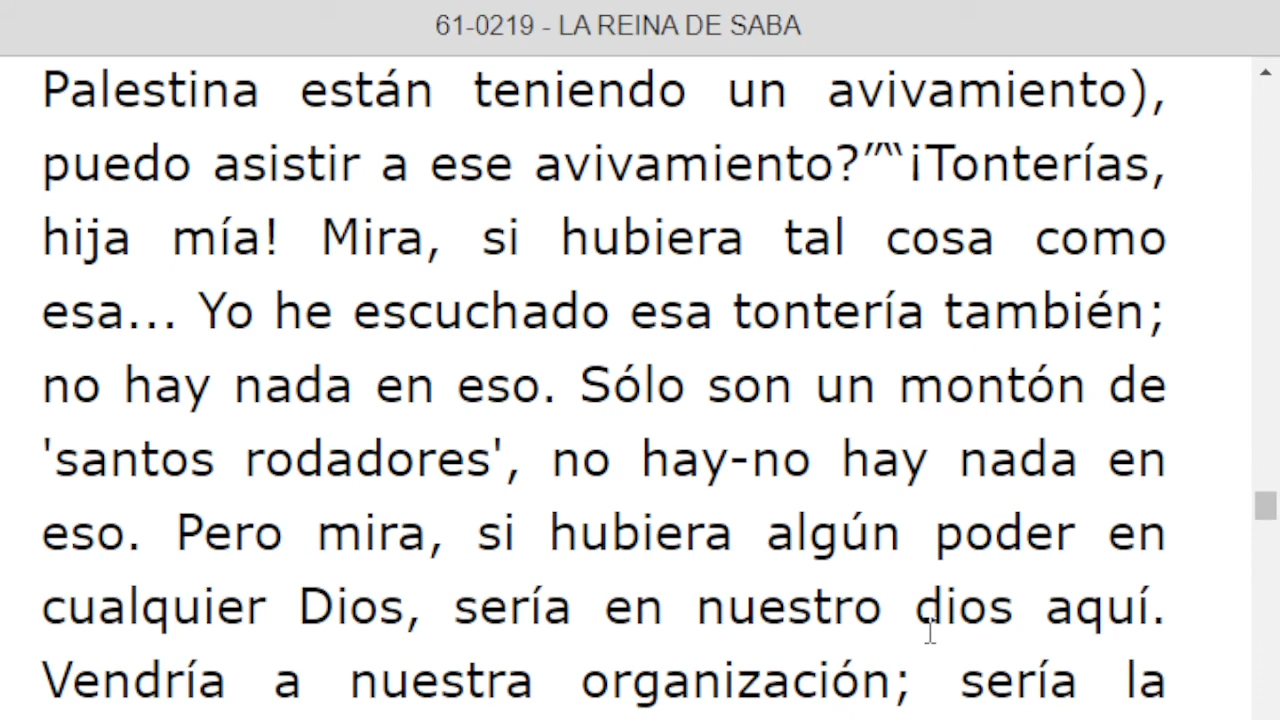 61-0219 - LA REINA DE SABA
Palestina están teniendo un avivamiento),
puedo asistir a ese avivamiento?”“¡Tonterías,
hija mía! Mira, si hubiera tal cosa como
esa... Yo he escuchado esa tontería también;
no hay nada en eso. Sólo son un montón de
'santos rodadores', no hay-no hay nada en
eso. Pero mira, si hubiera algún poder en
cualquier Dios, sería en nuestro dios aquí.
Vendría a nuestra organización; sería la